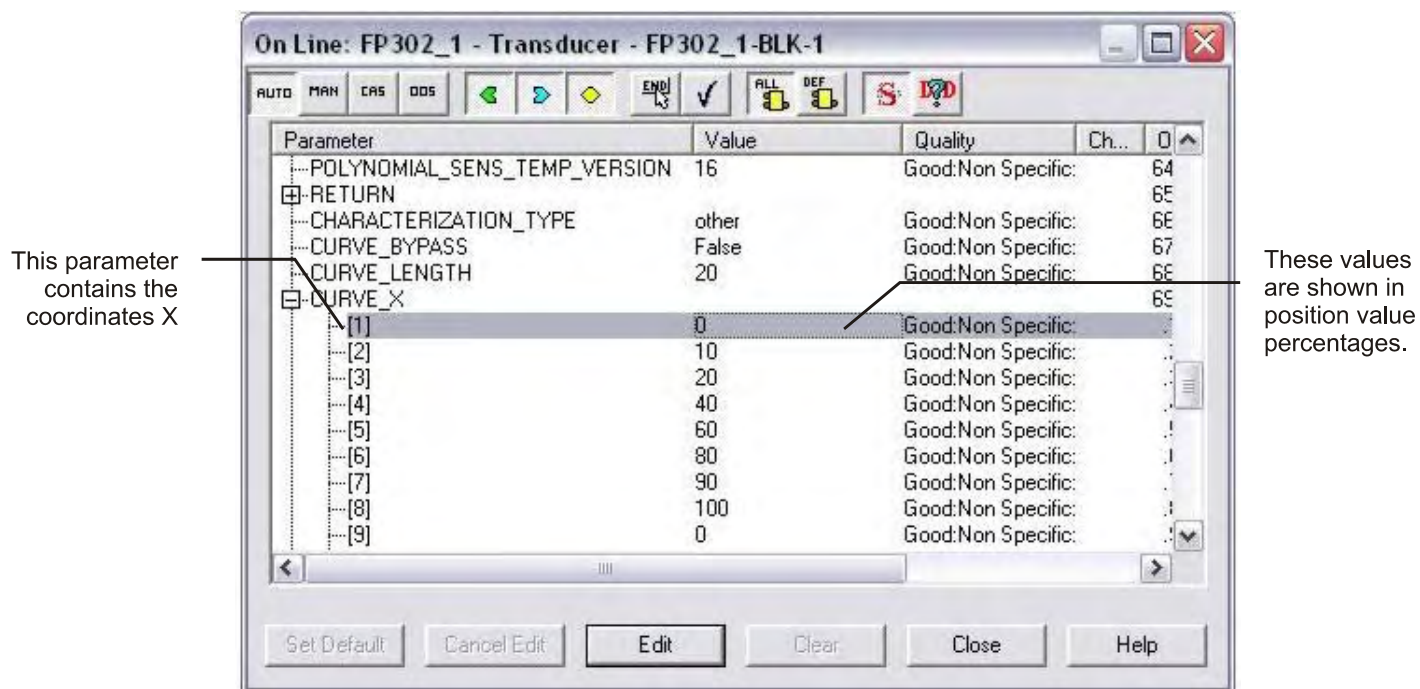 On Line: FP302_1 - Transducer - FP302_1-BLK-1
AUTO MAN CAS OOS END ALL DEF S DD
Parameter Value Quality Ch... O
POLYNOMIAL_SENS_TEMP_VERSION 16 Good:Non Specific: 64
RETURN 65
CHARACTERIZATION_TYPE other Good:Non Specific: 66
CURVE_BYPASS False Good:Non Specific: 67
CURVE_LENGTH 20 Good:Non Specific: 68
CURVE_X 69
[1] 0 Good:Non Specific:
[2] 10 Good:Non Specific:
[3] 20 Good:Non Specific:
[4] 40 Good:Non Specific:
[5] 60 Good:Non Specific:
[6] 80 Good:Non Specific:
[7] 90 Good:Non Specific:
[8] 100 Good:Non Specific:
[9] 0 Good:Non Specific:
Set Default Cancel Edit Edit Clear Close Help
This parameter
contains the
coordinates X
These values
are shown in
position value
percentages.